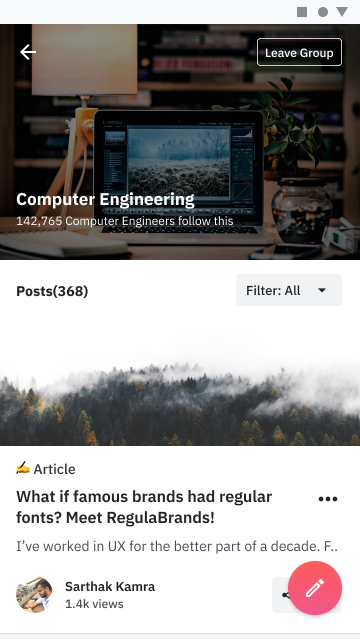 Leave Group
Computer Engineering
142,765 Computer Engineers follow this
Posts(368)
Filter: All
✍️ Article
What if famous brands had regular
fonts? Meet RegulaBrands!
I’ve worked in UX for the better part of a decade. F..
Sarthak Kamra
1.4k views